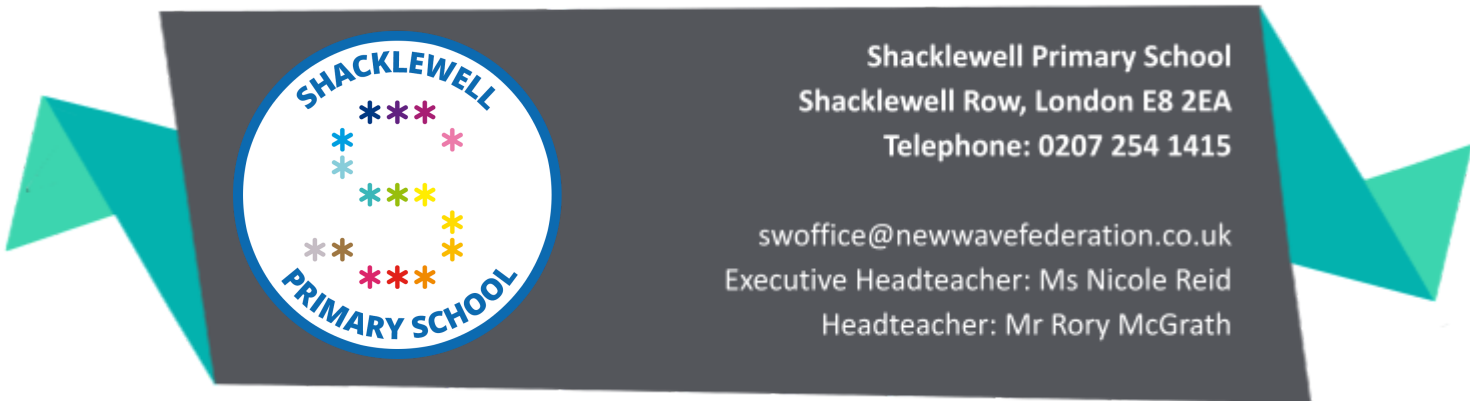 SHACKLEWELL
PRIMARY SCHOOL
Shacklewell Primary School
Shacklewell Row, London E8 2EA
Telephone: 0207 254 1415
swoffice@newwavefederation.co.uk
Executive Headteacher: Ms Nicole Reid
Headteacher: Mr Rory McGrath